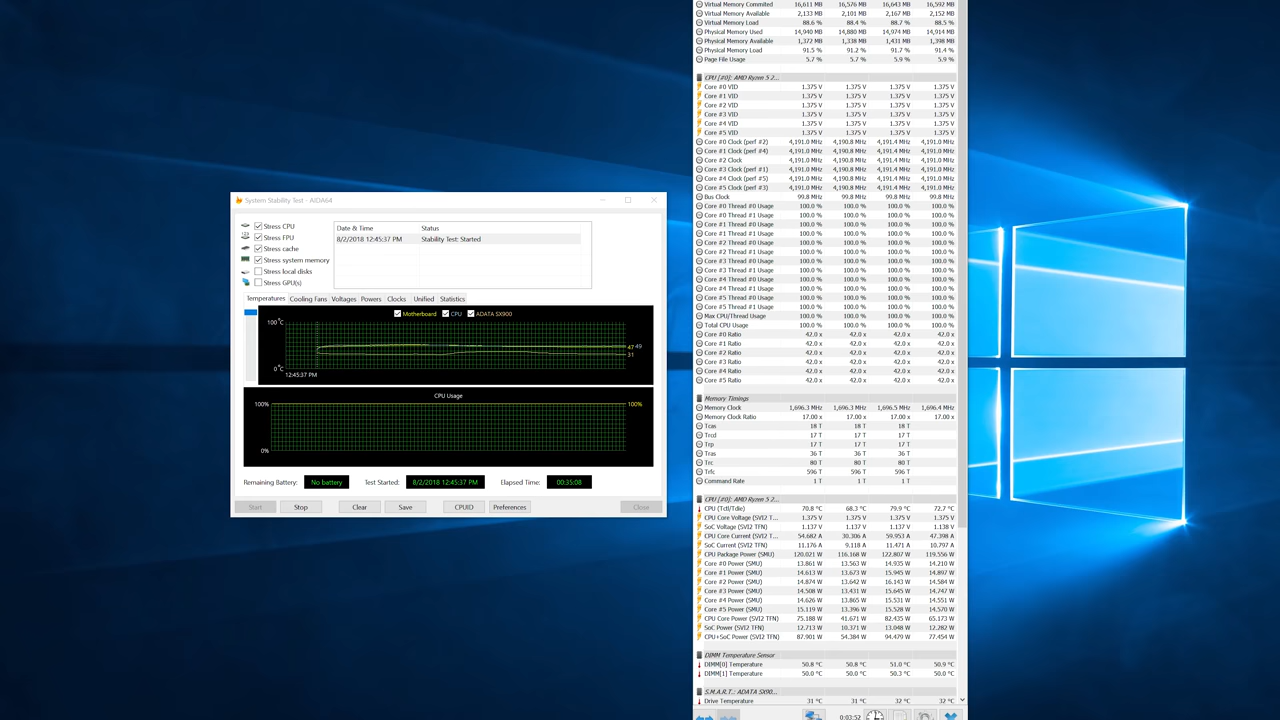 System Stability Test - AIDA64
Stress CPU
Stress FPU
Stress cache
Stress system memory
Stress local disks
Stress GPU(s)
Date & Time Status
8/2/2018 12:45:37 PM Stability Test: Started
Temperatures Cooling Fans Voltages Powers Clocks Unified Statistics
Motherboard CPU ADATA SX900
100°C
47 49
31
0°C
12:45:37 PM
CPU Usage
100% 100%
0%
Remaining Battery: No battery Test Started: 8/2/2018 12:45:37 PM Elapsed Time: 00:35:08
Start Stop Clear Save CPUID Preferences Close
Virtual Memory Commited 16,611 MB 16,576 MB 16,643 MB 16,592 MB
Virtual Memory Available 2,133 MB 2,101 MB 2,167 MB 2,152 MB
Virtual Memory Load 88.6 % 88.4 % 88.7 % 88.5 %
Physical Memory Used 14,940 MB 14,880 MB 14,974 MB 14,914 MB
Physical Memory Available 1,372 MB 1,338 MB 1,431 MB 1,398 MB
Physical Memory Load 91.5 % 91.2 % 91.7 % 91.4 %
Page File Usage 5.7 % 5.7 % 5.9 % 5.9 %
CPU [#0]: AMD Ryzen 5 2...
Core #0 VID 1.375 V 1.375 V 1.375 V 1.375 V
Core #1 VID 1.375 V 1.375 V 1.375 V 1.375 V
Core #2 VID 1.375 V 1.375 V 1.375 V 1.375 V
Core #3 VID 1.375 V 1.375 V 1.375 V 1.375 V
Core #4 VID 1.375 V 1.375 V 1.375 V 1.375 V
Core #5 VID 1.375 V 1.375 V 1.375 V 1.375 V
Core #0 Clock (perf #2) 4,191.0 MHz 4,190.8 MHz 4,191.4 MHz 4,191.0 MHz
Core #1 Clock (perf #4) 4,191.0 MHz 4,190.8 MHz 4,191.4 MHz 4,191.0 MHz
Core #2 Clock 4,191.0 MHz 4,190.8 MHz 4,191.4 MHz 4,191.0 MHz
Core #3 Clock (perf #1) 4,191.0 MHz 4,190.8 MHz 4,191.4 MHz 4,191.0 MHz
Core #4 Clock (perf #5) 4,191.0 MHz 4,190.8 MHz 4,191.4 MHz 4,191.0 MHz
Core #5 Clock (perf #3) 4,191.0 MHz 4,190.8 MHz 4,191.4 MHz 4,191.0 MHz
Bus Clock 99.8 MHz 99.8 MHz 99.8 MHz 99.8 MHz
Core #0 Thread #0 Usage 100.0 % 100.0 % 100.0 % 100.0 %
Core #0 Thread #1 Usage 100.0 % 100.0 % 100.0 % 100.0 %
Core #1 Thread #0 Usage 100.0 % 100.0 % 100.0 % 100.0 %
Core #1 Thread #1 Usage 100.0 % 100.0 % 100.0 % 100.0 %
Core #2 Thread #0 Usage 100.0 % 100.0 % 100.0 % 100.0 %
Core #2 Thread #1 Usage 100.0 % 100.0 % 100.0 % 100.0 %
Core #3 Thread #0 Usage 100.0 % 100.0 % 100.0 % 100.0 %
Core #3 Thread #1 Usage 100.0 % 100.0 % 100.0 % 100.0 %
Core #4 Thread #0 Usage 100.0 % 100.0 % 100.0 % 100.0 %
Core #4 Thread #1 Usage 100.0 % 100.0 % 100.0 % 100.0 %
Core #5 Thread #0 Usage 100.0 % 100.0 % 100.0 % 100.0 %
Core #5 Thread #1 Usage 100.0 % 100.0 % 100.0 % 100.0 %
Max CPU/Thread Usage 100.0 % 100.0 % 100.0 % 100.0 %
Total CPU Usage 100.0 % 100.0 % 100.0 % 100.0 %
Core #0 Ratio 42.0 x 42.0 x 42.0 x 42.0 x
Core #1 Ratio 42.0 x 42.0 x 42.0 x 42.0 x
Core #2 Ratio 42.0 x 42.0 x 42.0 x 42.0 x
Core #3 Ratio 42.0 x 42.0 x 42.0 x 42.0 x
Core #4 Ratio 42.0 x 42.0 x 42.0 x 42.0 x
Core #5 Ratio 42.0 x 42.0 x 42.0 x 42.0 x
Memory Timings
Memory Clock 1,696.3 MHz 1,696.3 MHz 1,696.5 MHz 1,696.4 MHz
Memory Clock Ratio 17.00 x 17.00 x 17.00 x 17.00 x
Tcas 18 T 18 T 18 T
Trcd 17 T 17 T 17 T
Trp 17 T 17 T 17 T
Tras 36 T 36 T 36 T
Trc 80 T 80 T 80 T
Trfc 596 T 596 T 596 T
Command Rate 1 T 1 T 1 T
CPU [#0]: AMD Ryzen 5 2...
CPU (Tctl/Tdie) 70.8 °C 68.3 °C 79.9 °C 72.7 °C
CPU Core Voltage (SVI2 T... 1.375 V 1.375 V 1.375 V 1.375 V
SoC Voltage (SVI2 TFN) 1.137 V 1.137 V 1.137 V 1.138 V
CPU Core Current (SVI2 T... 54.682 A 30.306 A 59.953 A 47.398 A
SoC Current (SVI2 TFN) 11.176 A 9.118 A 11.471 A 10.797 A
CPU Package Power (SMU) 120.021 W 116.168 W 122.807 W 119.556 W
Core #0 Power (SMU) 13.861 W 13.563 W 14.935 W 14.210 W
Core #1 Power (SMU) 14.613 W 13.673 W 15.945 W 14.897 W
Core #2 Power (SMU) 14.874 W 13.642 W 16.143 W 14.882 W
Core #3 Power (SMU) 14.508 W 13.431 W 15.645 W 14.747 W
Core #4 Power (SMU) 14.626 W 13.865 W 15.531 W 14.551 W
Core #5 Power (SMU) 15.119 W 13.396 W 15.528 W 14.570 W
CPU Core Power (SVI2 TFN) 75.188 W 41.671 W 82.435 W 65.173 W
SoC Power (SVI2 TFN) 12.713 W 10.371 W 13.048 W 12.282 W
CPU+SoC Power (SVI2 TFN) 87.901 W 54.384 W 94.479 W 77.454 W
DIMM Temperature Sensor
DIMM[0] Temperature 50.8 °C 50.8 °C 51.0 °C 50.9 °C
DIMM[1] Temperature 50.0 °C 50.0 °C 50.3 °C 50.0 °C
S.M.A.R.T.: ADATA SX90...
Drive Temperature 31 °C 31 °C 32 °C 32 °C
0:03:52